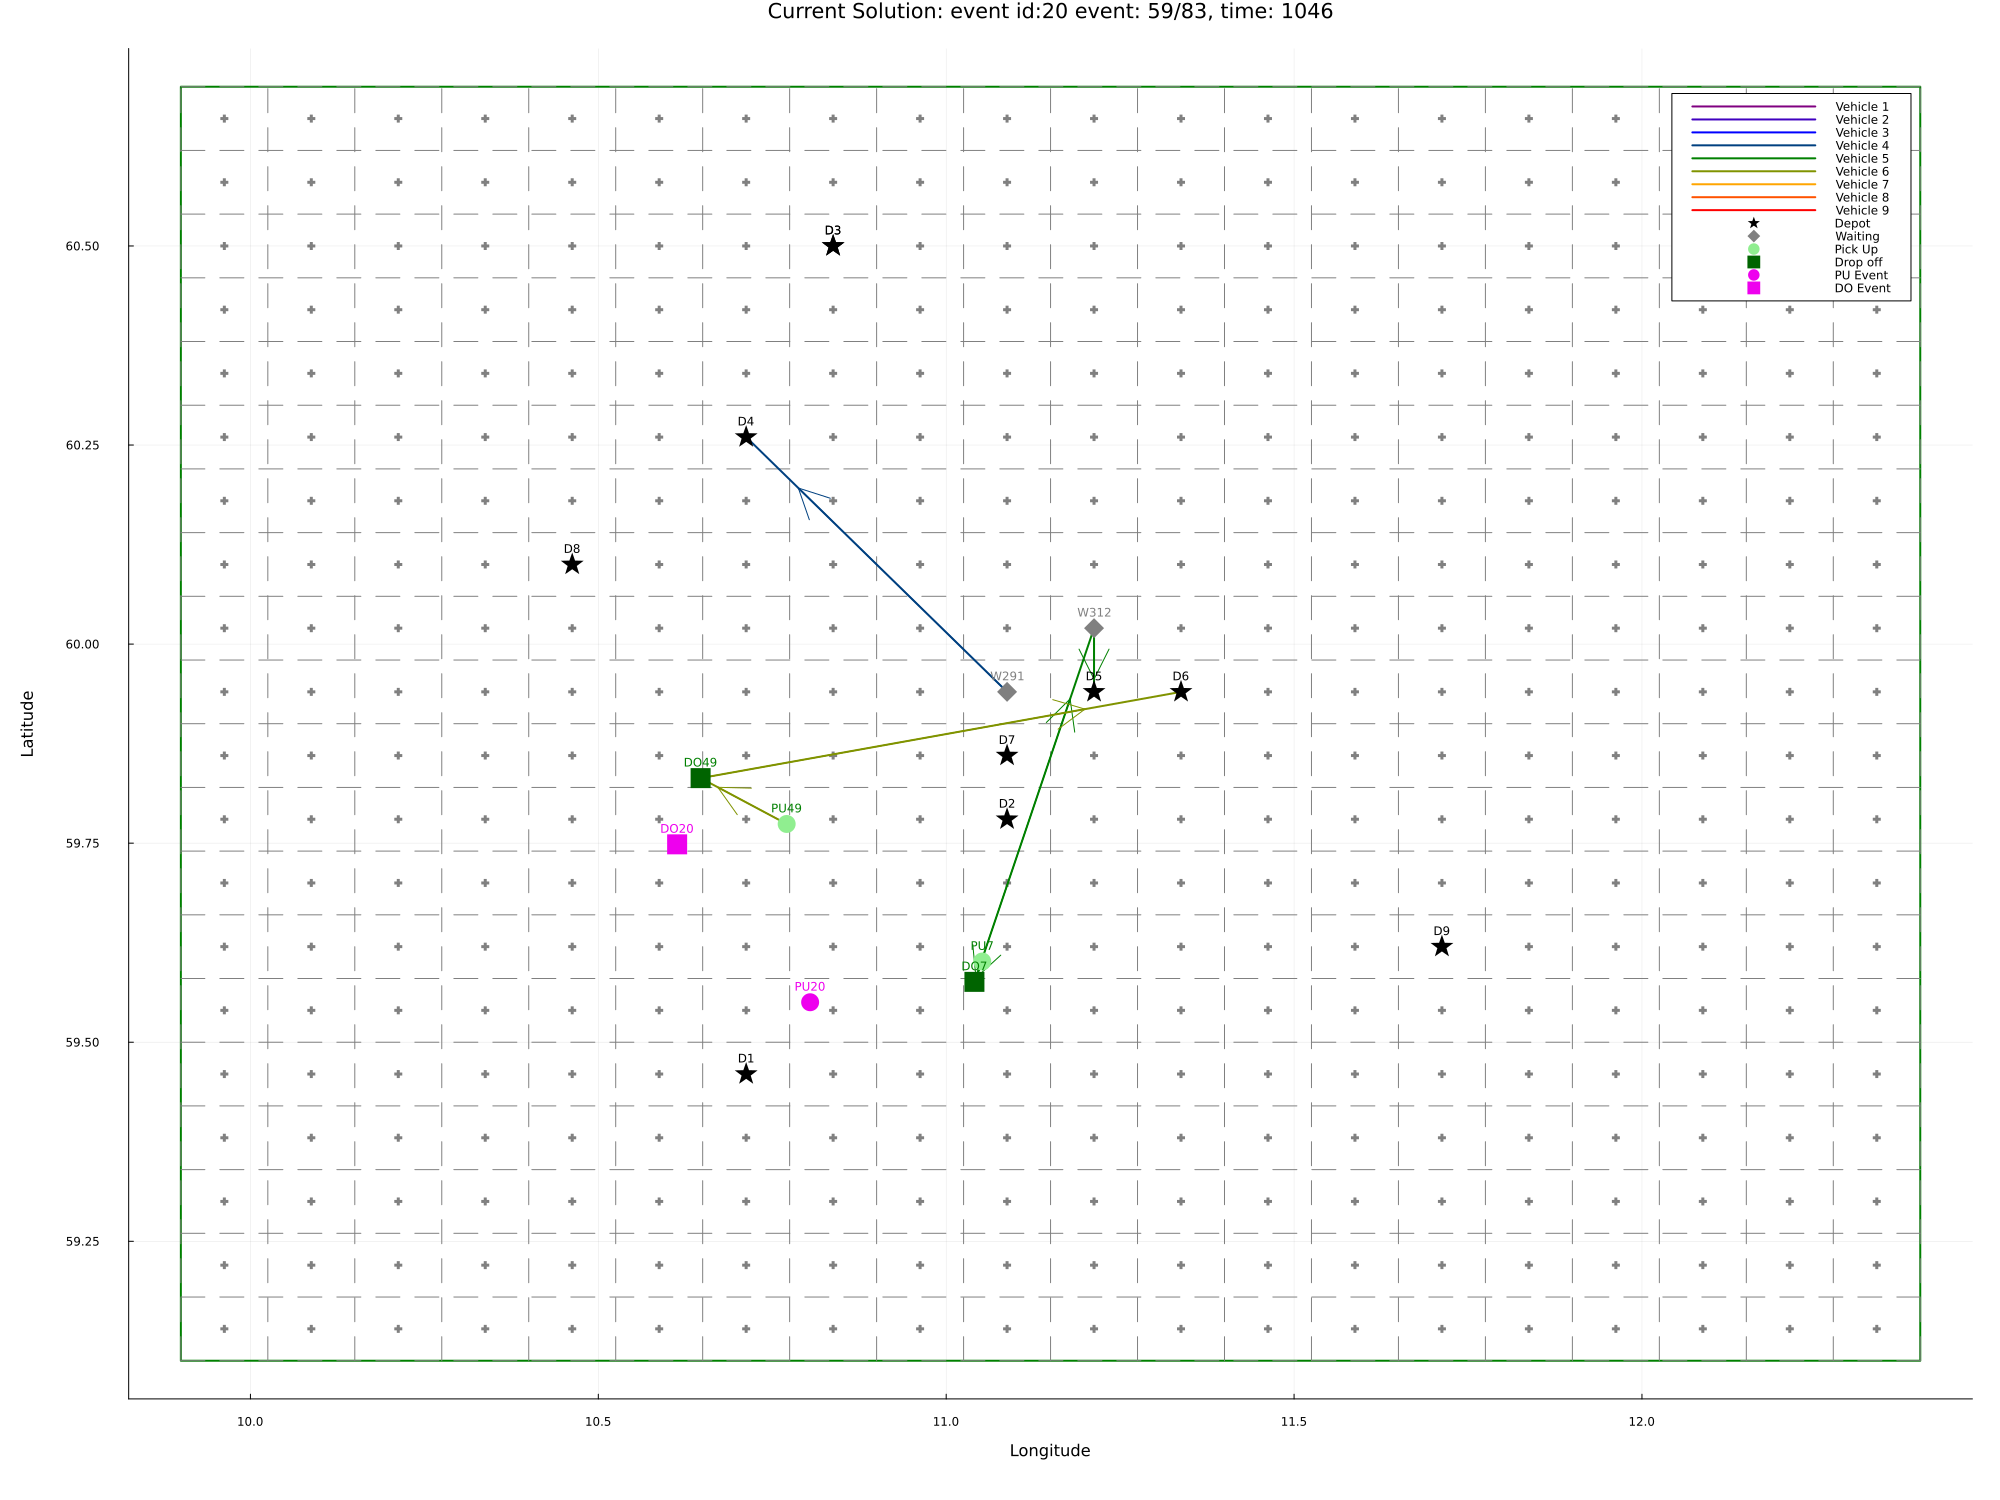 Current Solution: event id:20 event: 59/83, time: 1046
Vehicle 1
Vehicle 2
Vehicle 3
Vehicle 4
Vehicle 5
Vehicle 6
Vehicle 7
Vehicle 8
Vehicle 9
Depot
Waiting
Pick Up
Drop off
PU Event
DO Event
D3
60.50
D4
60.25
D8
W312
60.00
W291
D5
D6
D7
DO49
D2
PU49
DO20
59.75
D9
PU7
DO7
PU20
59.50
D1
59.25
10.0
10.5
11.0
11.5
12.0
Longitude
Latitude